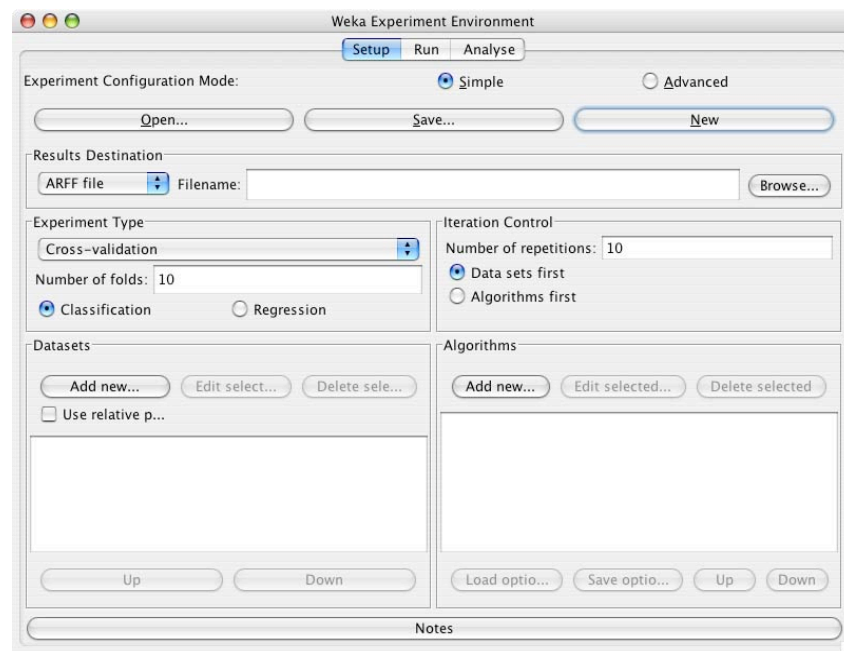 Weka Experiment Environment
Setup Run Analyse
Experiment Configuration Mode: Simple Advanced
Open... Save... New
Results Destination
ARFF file Filename: Browse...
Experiment Type
Cross-validation
Number of folds: 10
Classification Regression
Iteration Control
Number of repetitions: 10
Data sets first
Algorithms first
Datasets
Add new... Edit select... Delete sele...
Use relative p...
Up Down
Algorithms
Add new... Edit selected... Delete selected
Load optio... Save optio... Up Down
Notes